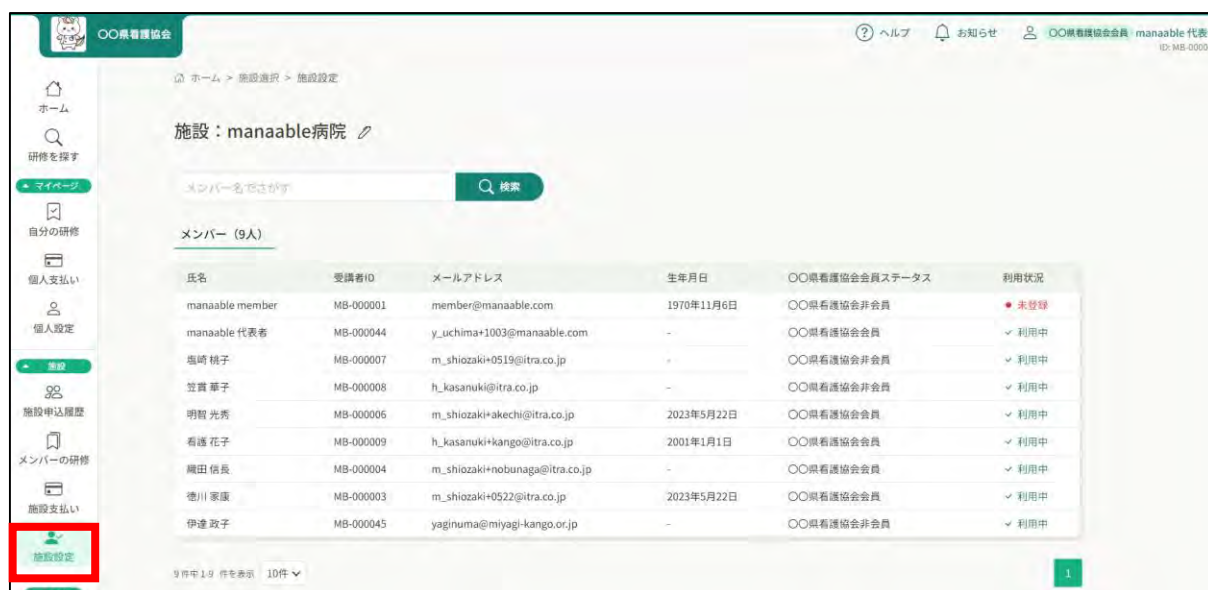 〇〇県看護協会
ヘルプ
お知らせ
〇〇県看護協会会員 manaable 代表
ID: MB-0000
ホーム > 施設選択 > 施設設定
ホーム
研修を探す
マイページ
自分の研修
個人支払い
個人設定
施設
施設申込履歴
メンバーの研修
施設支払い
施設設定
施設：manaable病院
メンバー名でさがす
検索
メンバー（9人）
氏名 受講者ID メールアドレス 生年月日 〇〇県看護協会会員ステータス 利用状況
manaable member MB-000001 member@manaable.com 1970年11月6日 〇〇県看護協会非会員 未登録
manaable 代表者 MB-000044 y_uchima+1003@manaable.com - 〇〇県看護協会会員 利用中
塩崎 桃子 MB-000007 m_shiozaki+0519@itra.co.jp - 〇〇県看護協会非会員 利用中
笠貫 華子 MB-000008 h_kasanuki@itra.co.jp - 〇〇県看護協会非会員 利用中
明智 光秀 MB-000006 m_shiozaki+akechi@itra.co.jp 2023年5月22日 〇〇県看護協会会員 利用中
看護 花子 MB-000009 h_kasanuki+kango@itra.co.jp 2001年1月1日 〇〇県看護協会会員 利用中
織田 信長 MB-000004 m_shiozaki+nobunaga@itra.co.jp - 〇〇県看護協会会員 利用中
徳川 家康 MB-000003 m_shiozaki+0522@itra.co.jp 2023年5月22日 〇〇県看護協会会員 利用中
伊達 政子 MB-000045 yaginuma@miyagi-kango.or.jp - 〇〇県看護協会非会員 利用中
9 件中 1-9 件を表示 10件
1